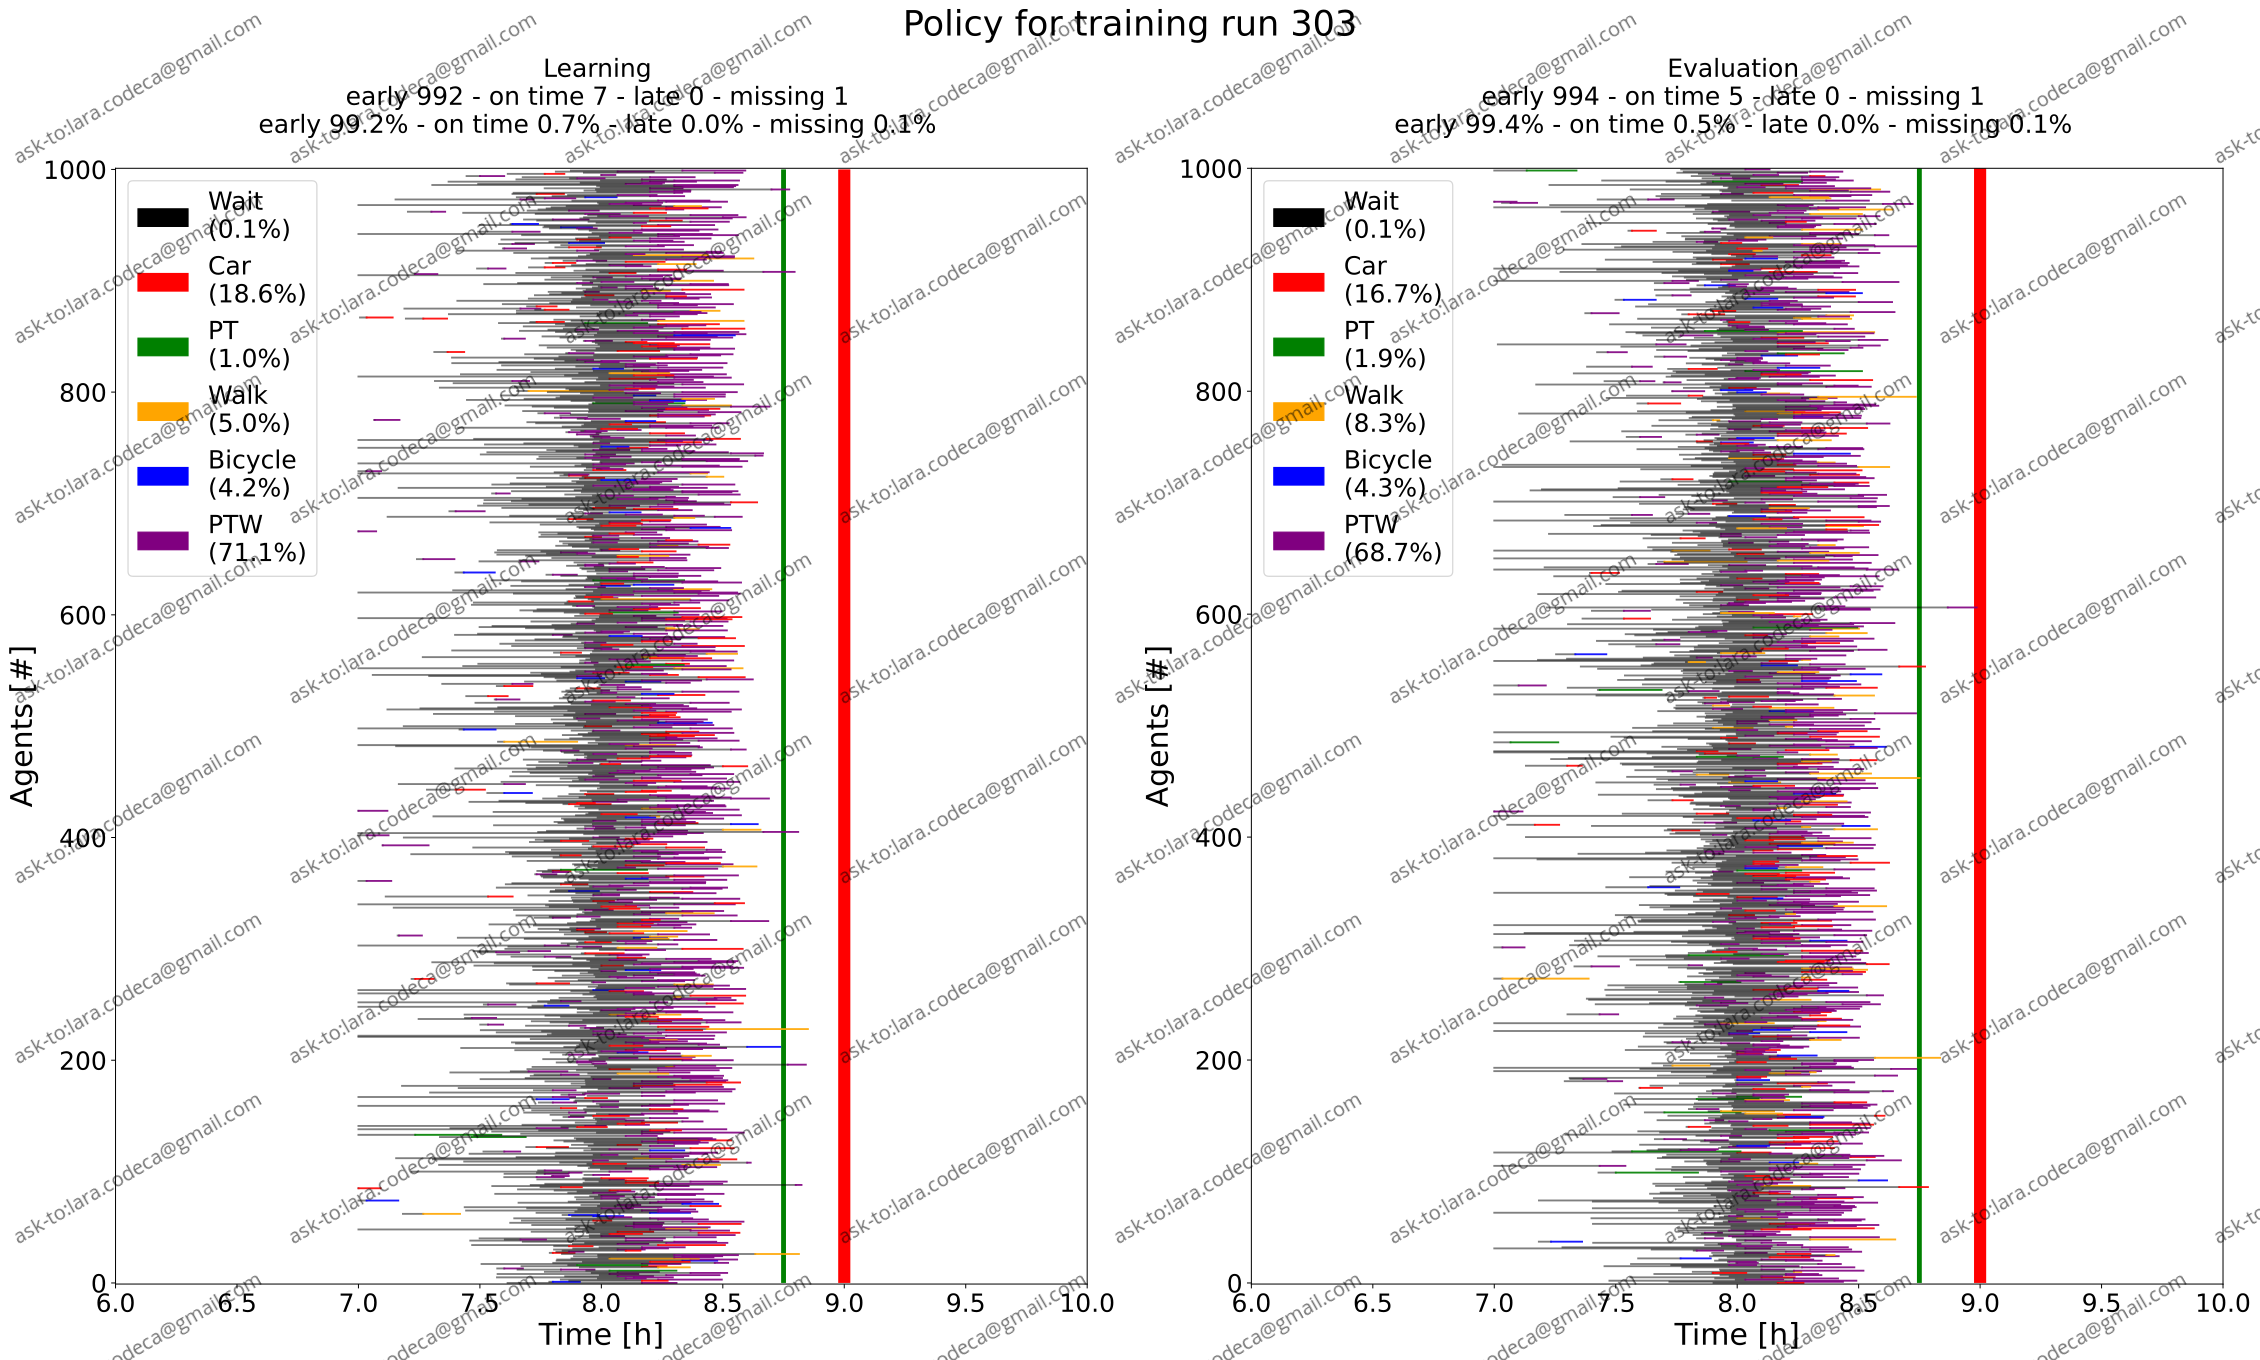 Policy for training run 303
Learning
early 992 - on time 7 - late 0 - missing 1
early 99.2% - on time 0.7% - late 0.0% - missing 0.1%
Agents [#]
1000
800
600
400
200
0
Wait
(0.1%)
Car
(18.6%)
PT
(1.0%)
Walk
(5.0%)
Bicycle
(4.2%)
PTW
(71.1%)
6.0 6.5 7.0 7.5 8.0 8.5 9.0 9.5 10.0
Time [h]
Evaluation
early 994 - on time 5 - late 0 - missing 1
early 99.4% - on time 0.5% - late 0.0% - missing 0.1%
Agents [#]
1000
800
600
400
200
0
Wait
(0.1%)
Car
(16.7%)
PT
(1.9%)
Walk
(8.3%)
Bicycle
(4.3%)
PTW
(68.7%)
6.0 6.5 7.0 7.5 8.0 8.5 9.0 9.5 10.0
Time [h]
ask-to:lara.codeca@gmail.com